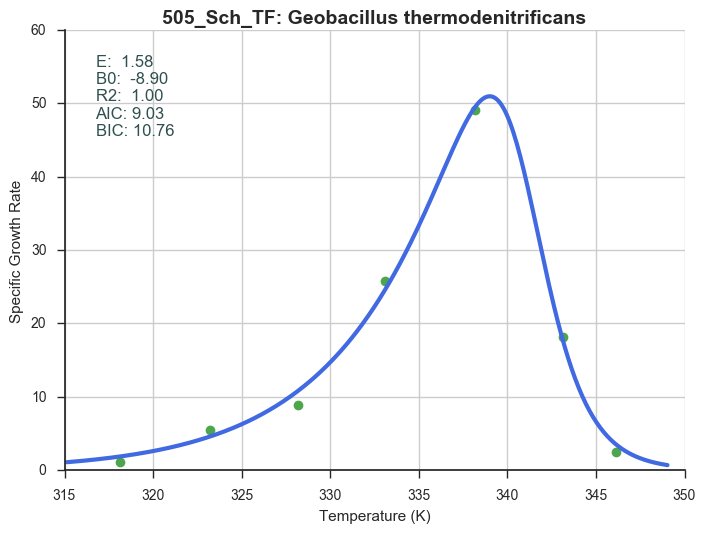 505_Sch_TF: Geobacillus thermodenitrificans
E:  1.58
B0:  -8.90
R2:  1.00
AIC: 9.03
BIC: 10.76
60
50
40
30
20
10
0
Specific Growth Rate
315 320 325 330 335 340 345 350
Temperature (K)